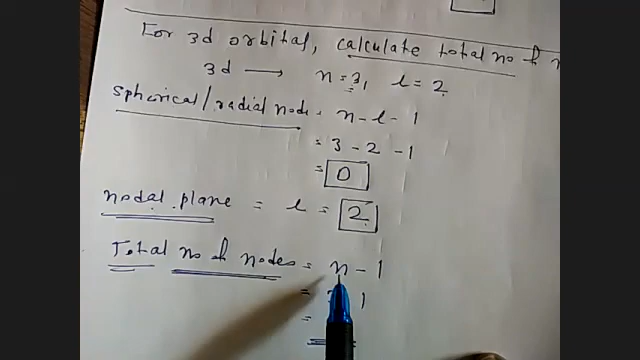 For 3d orbital, calculate total no of
3d → n = 3, l = 2
spherical/radial node = n - l - 1
= 3 - 2 - 1
= 0
nodal plane = l = 2
Total no of nodes = n - 1
= 1
=